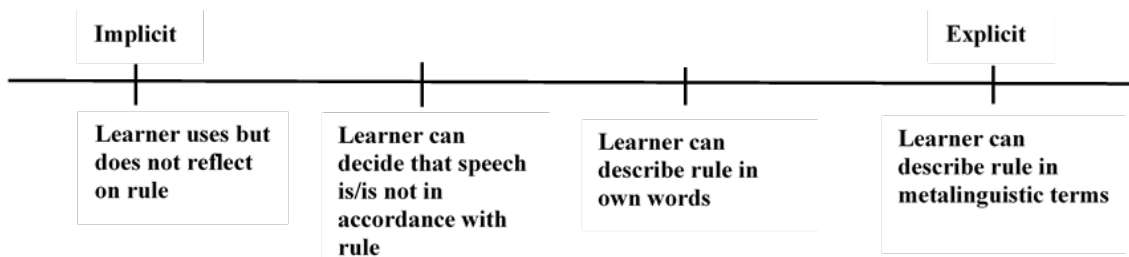 Implicit
Explicit
Learner uses but
does not reflect
on rule
Learner can
decide that speech
is/is not in
accordance with
rule
Learner can
describe rule in
own words
Learner can
describe rule in
metalinguistic terms